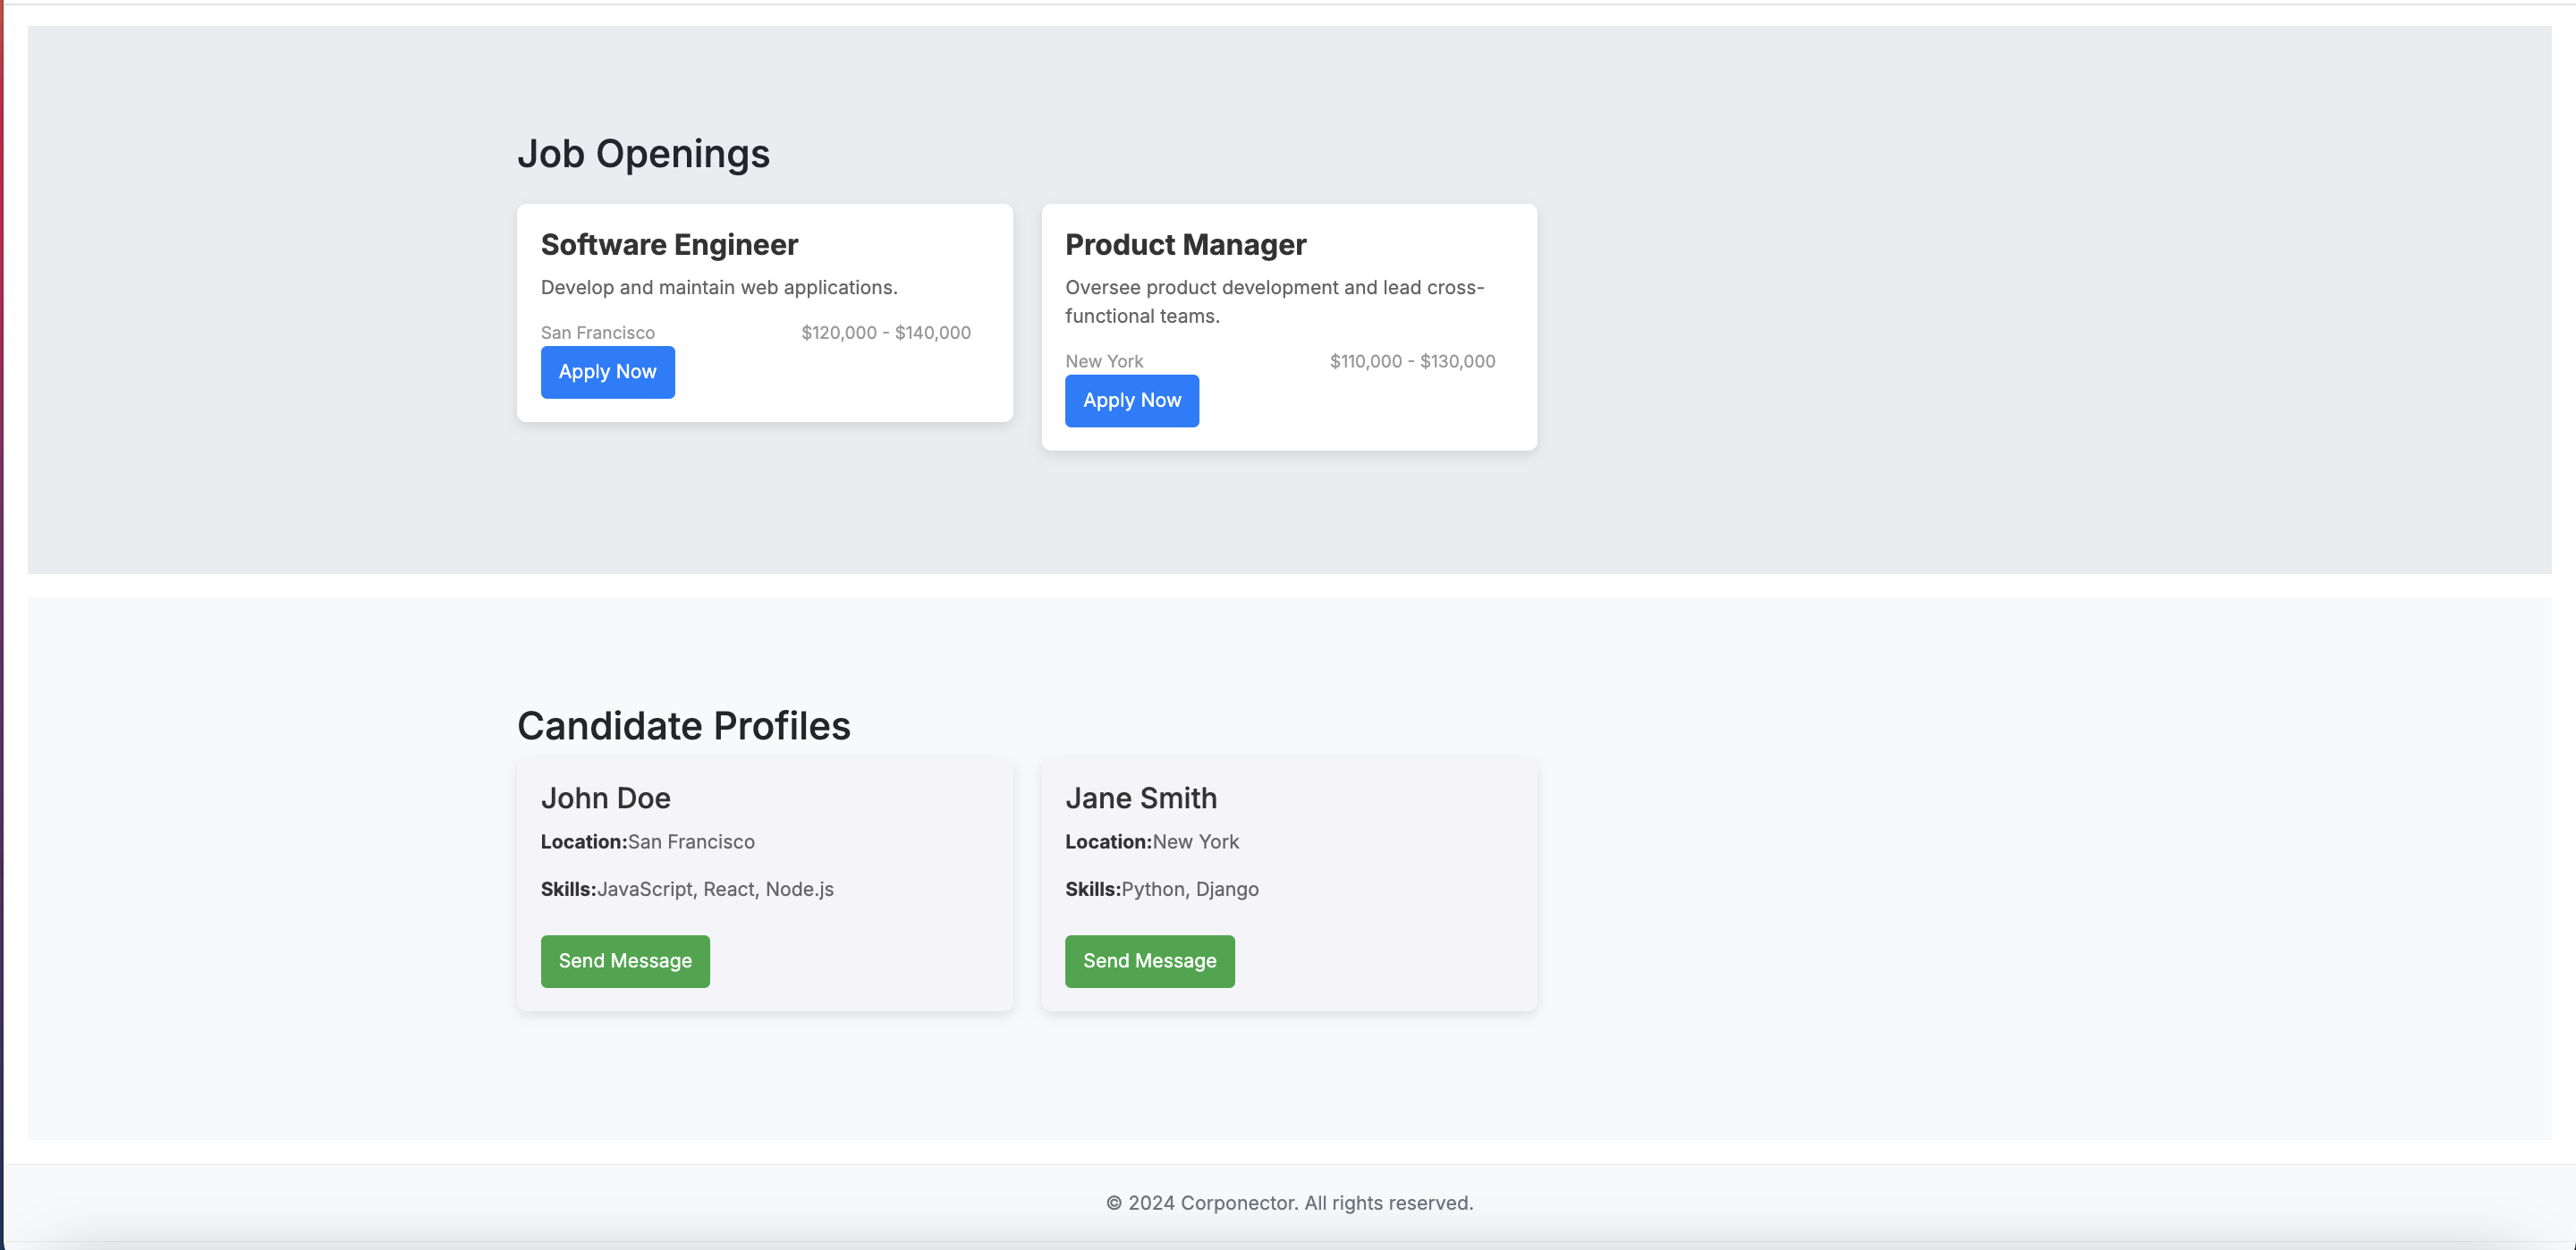 Job Openings
Software Engineer
Develop and maintain web applications.
San Francisco $120,000 - $140,000
Apply Now
Product Manager
Oversee product development and lead cross-
functional teams.
New York $110,000 - $130,000
Apply Now
Candidate Profiles
John Doe
Location:San Francisco
Skills:JavaScript, React, Node.js
Send Message
Jane Smith
Location:New York
Skills:Python, Django
Send Message
© 2024 Corponector. All rights reserved.